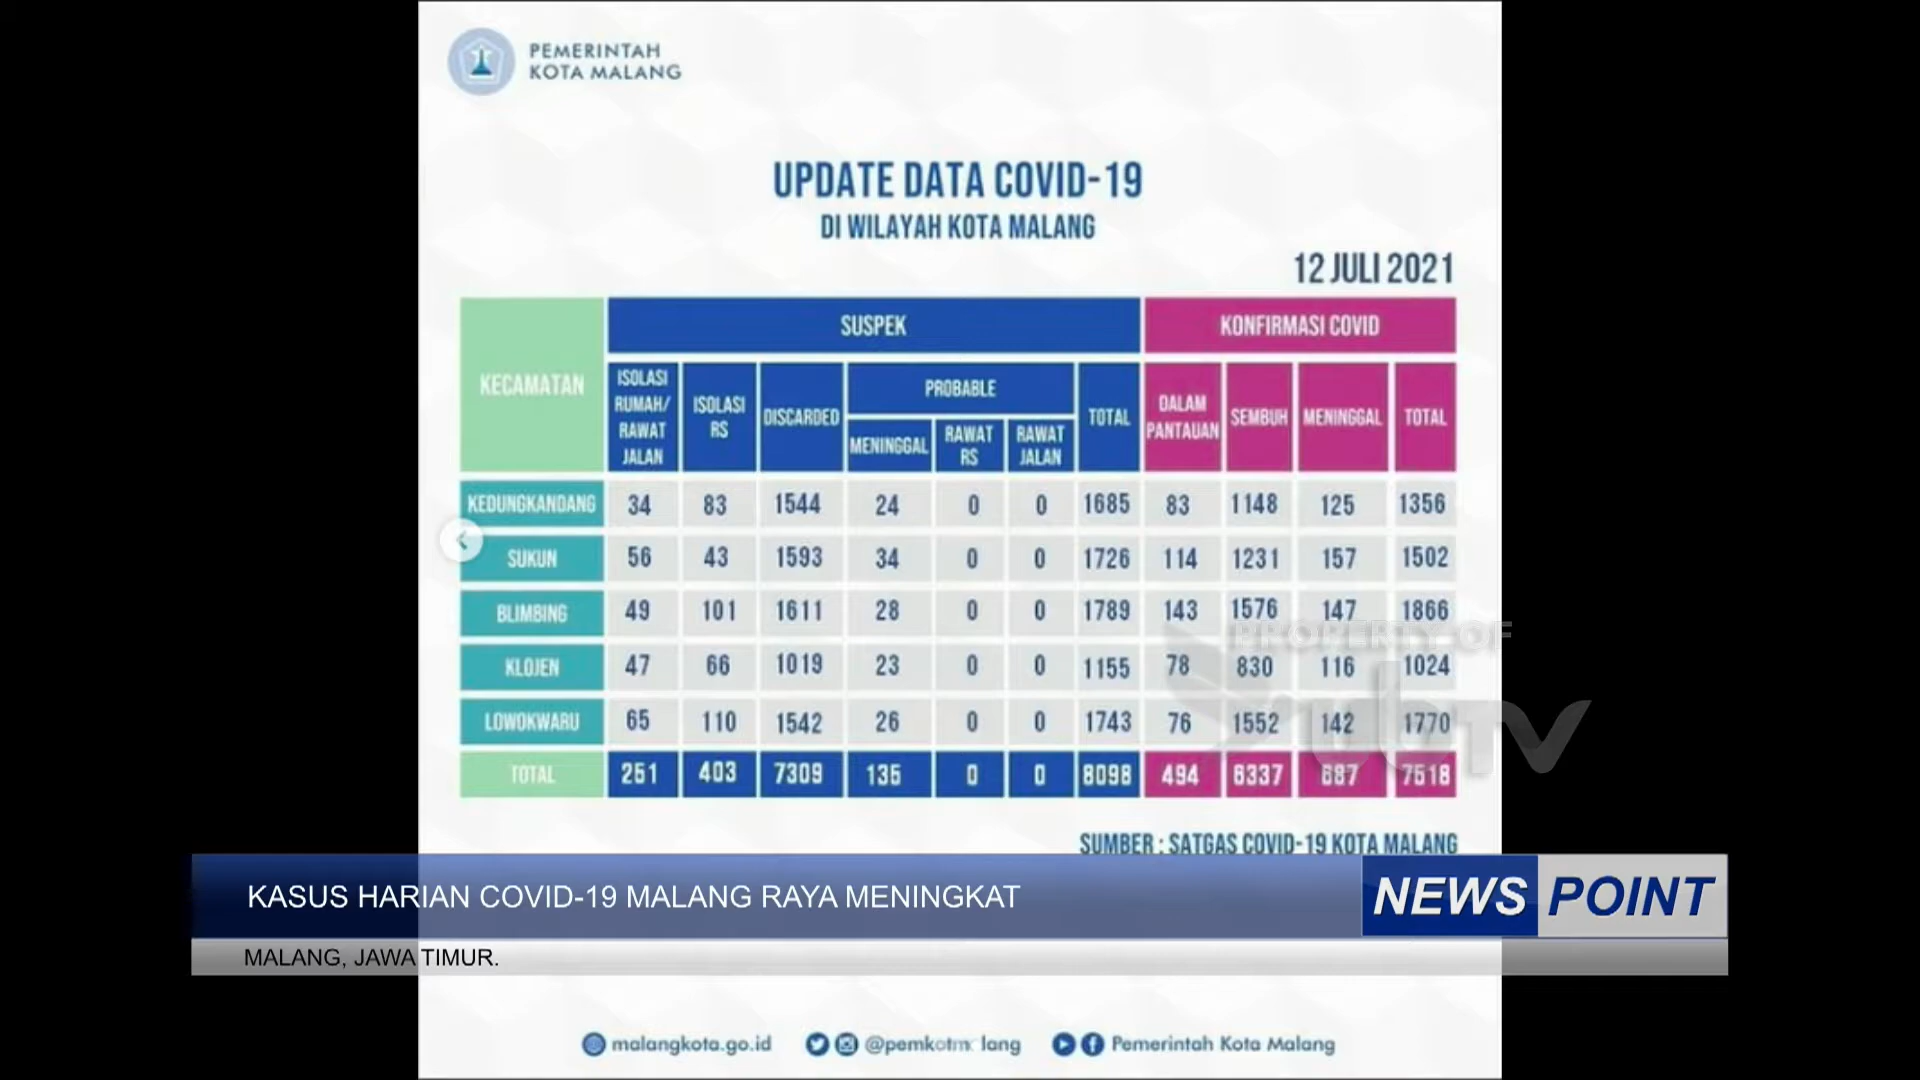 PEMERINTAH
KOTA MALANG
UPDATE DATA COVID-19
DI WILAYAH KOTA MALANG
12 JULI 2021
KECAMATAN SUSPEK KONFIRMASI COVID
ISOLASI RUMAH/ RAWAT JALAN ISOLASI RS DISCARDED PROBABLE TOTAL DALAM PANTAUAN SEMBUH MENINGGAL TOTAL
MENINGGAL RAWAT RS RAWAT JALAN
KEDUNGKANDANG 34 83 1544 24 0 0 1685 83 1148 125 1356
SUKUN 56 43 1593 34 0 0 1726 114 1231 157 1502
BLIMBING 49 101 1611 28 0 0 1789 143 1576 147 1866
KLOJEN 47 66 1019 23 0 0 1155 78 830 116 1024
LOWOKWARU 65 110 1542 26 0 0 1743 76 1552 142 1770
TOTAL 251 403 7309 135 0 0 8098 494 6337 687 7518
PROPERTY OF
ubTV
SUMBER : SATGAS COVID-19 KOTA MALANG
KASUS HARIAN COVID-19 MALANG RAYA MENINGKAT
NEWS POINT
MALANG, JAWA TIMUR.
malangkota.go.id @pemkotmalang Pemerintah Kota Malang